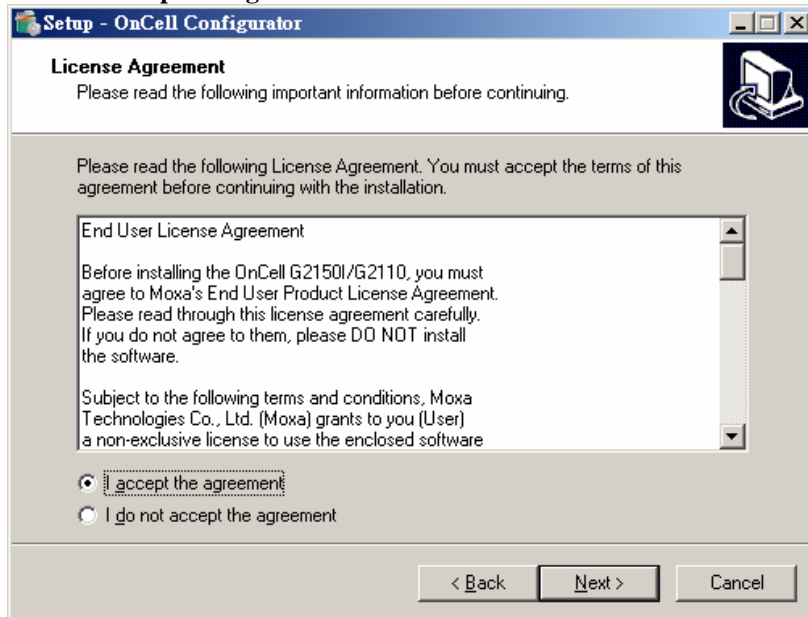 Setup - OnCell Configurator
License Agreement
Please read the following important information before continuing.
Please read the following License Agreement. You must accept the terms of this
agreement before continuing with the installation.
End User License Agreement
Before installing the OnCell G2150I/G2110, you must
agree to Moxa's End User Product License Agreement.
Please read through this license agreement carefully.
If you do not agree to them, please DO NOT install
the software.
Subject to the following terms and conditions, Moxa
Technologies Co., Ltd. (Moxa) grants to you (User)
a non-exclusive license to use the enclosed software
I accept the agreement
I do not accept the agreement
< Back Next > Cancel